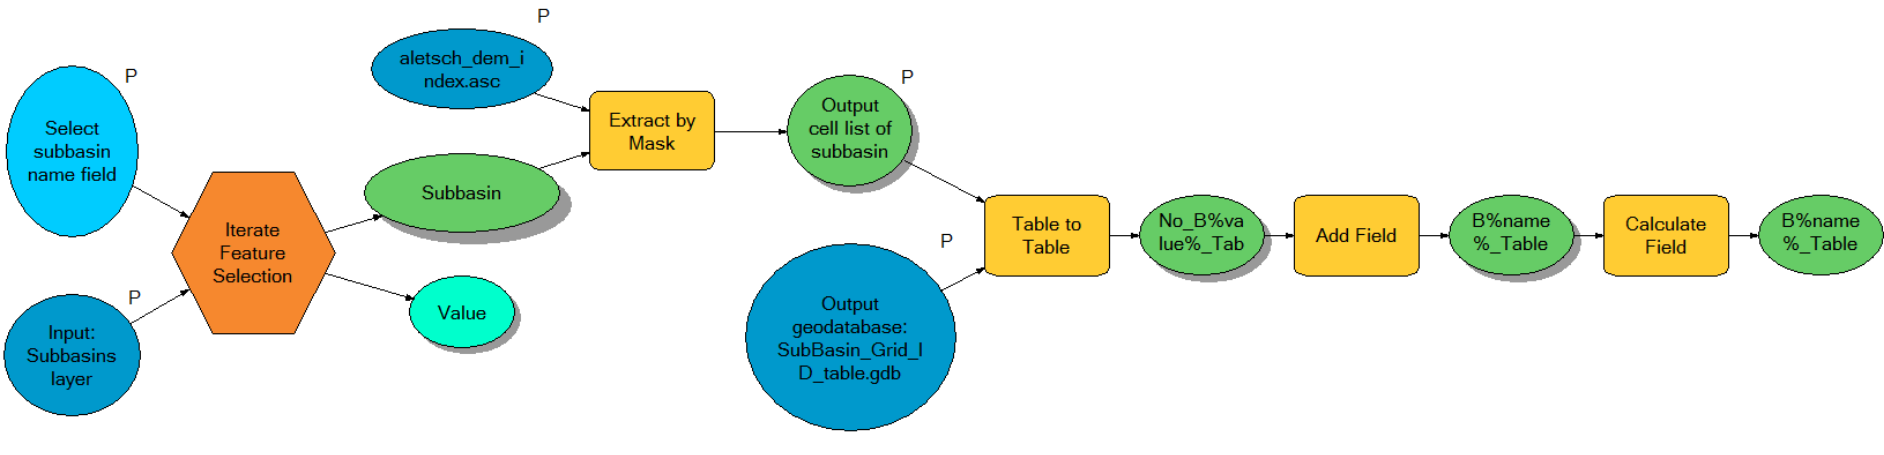 P
Select
subbasin
name field
P
Input:
Subbasins
layer
Iterate
Feature
Selection
P
aletsch_dem_i
ndex.asc
Subbasin
Value
Extract by
Mask
P
Output
cell list of
subbasin
P
Output
geodatabase:
SubBasin_Grid_I
D_table.gdb
Table to
Table
No_B%va
lue%_Tab
Add Field
B%name
%_Table
Calculate
Field
B%name
%_Table